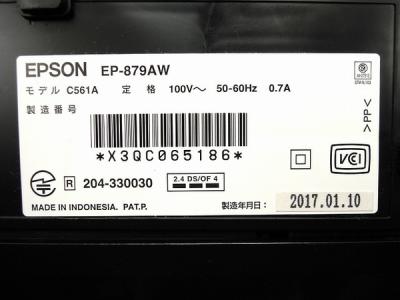 EPSON EP-879AW
モデル C561A 定格 100V～ 50-60Hz 0.7A
製造番号
*X3QC065186*
>PP<
VCI
R 204-330030
2.4 DS/OF 4
MADE IN INDONESIA. PAT.P.
製造年月日: 2017.01.10